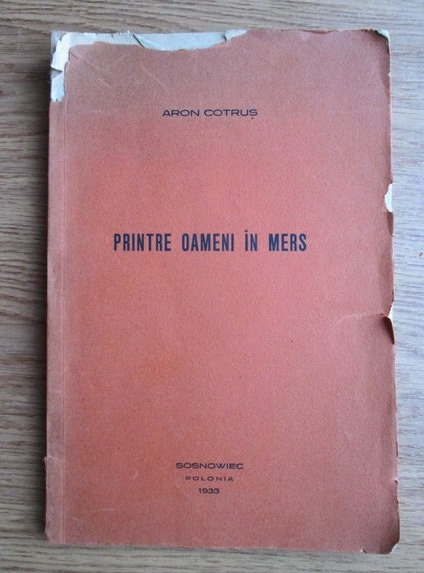 ARON COTRUȘ
PRINTRE OAMENI ÎN MERS
SOSNOWIEC
POLONIA
1933